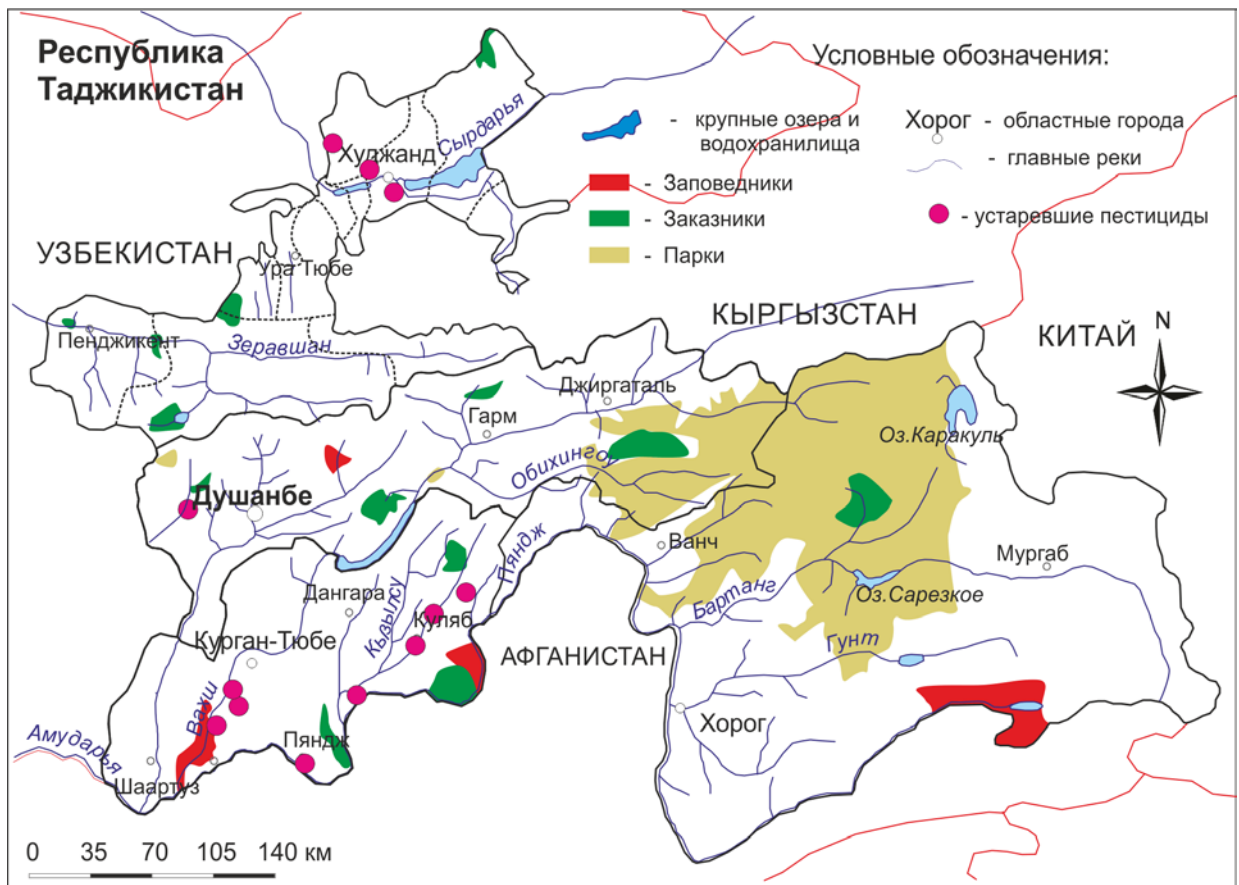 Республика
Таджикистан
Условные обозначения:
- крупные озера и
водохранилища
Хорог - областные города
- главные реки
- Заповедники
- Заказники
- устаревшие пестициды
- Парки
Сырдарья
Худжанд
УЗБЕКИСТАН
Ура Тюбе
КЫРГЫЗСТАН
КИТАЙ
N
Пенджикент
Зеравшан
Джиргаталь
Гарм
Оз.Каракуль
Обихингоу
Душанбе
Ванч
Мургаб
Пяндж
Дангара
Кызылсу
Бартанг
Оз.Сарезкое
Куляб
Курган-Тюбе
АФГАНИСТАН
Гунт
Вахш
Хорог
Амударья
Пяндж
Шаартуз
0 35 70 105 140 км